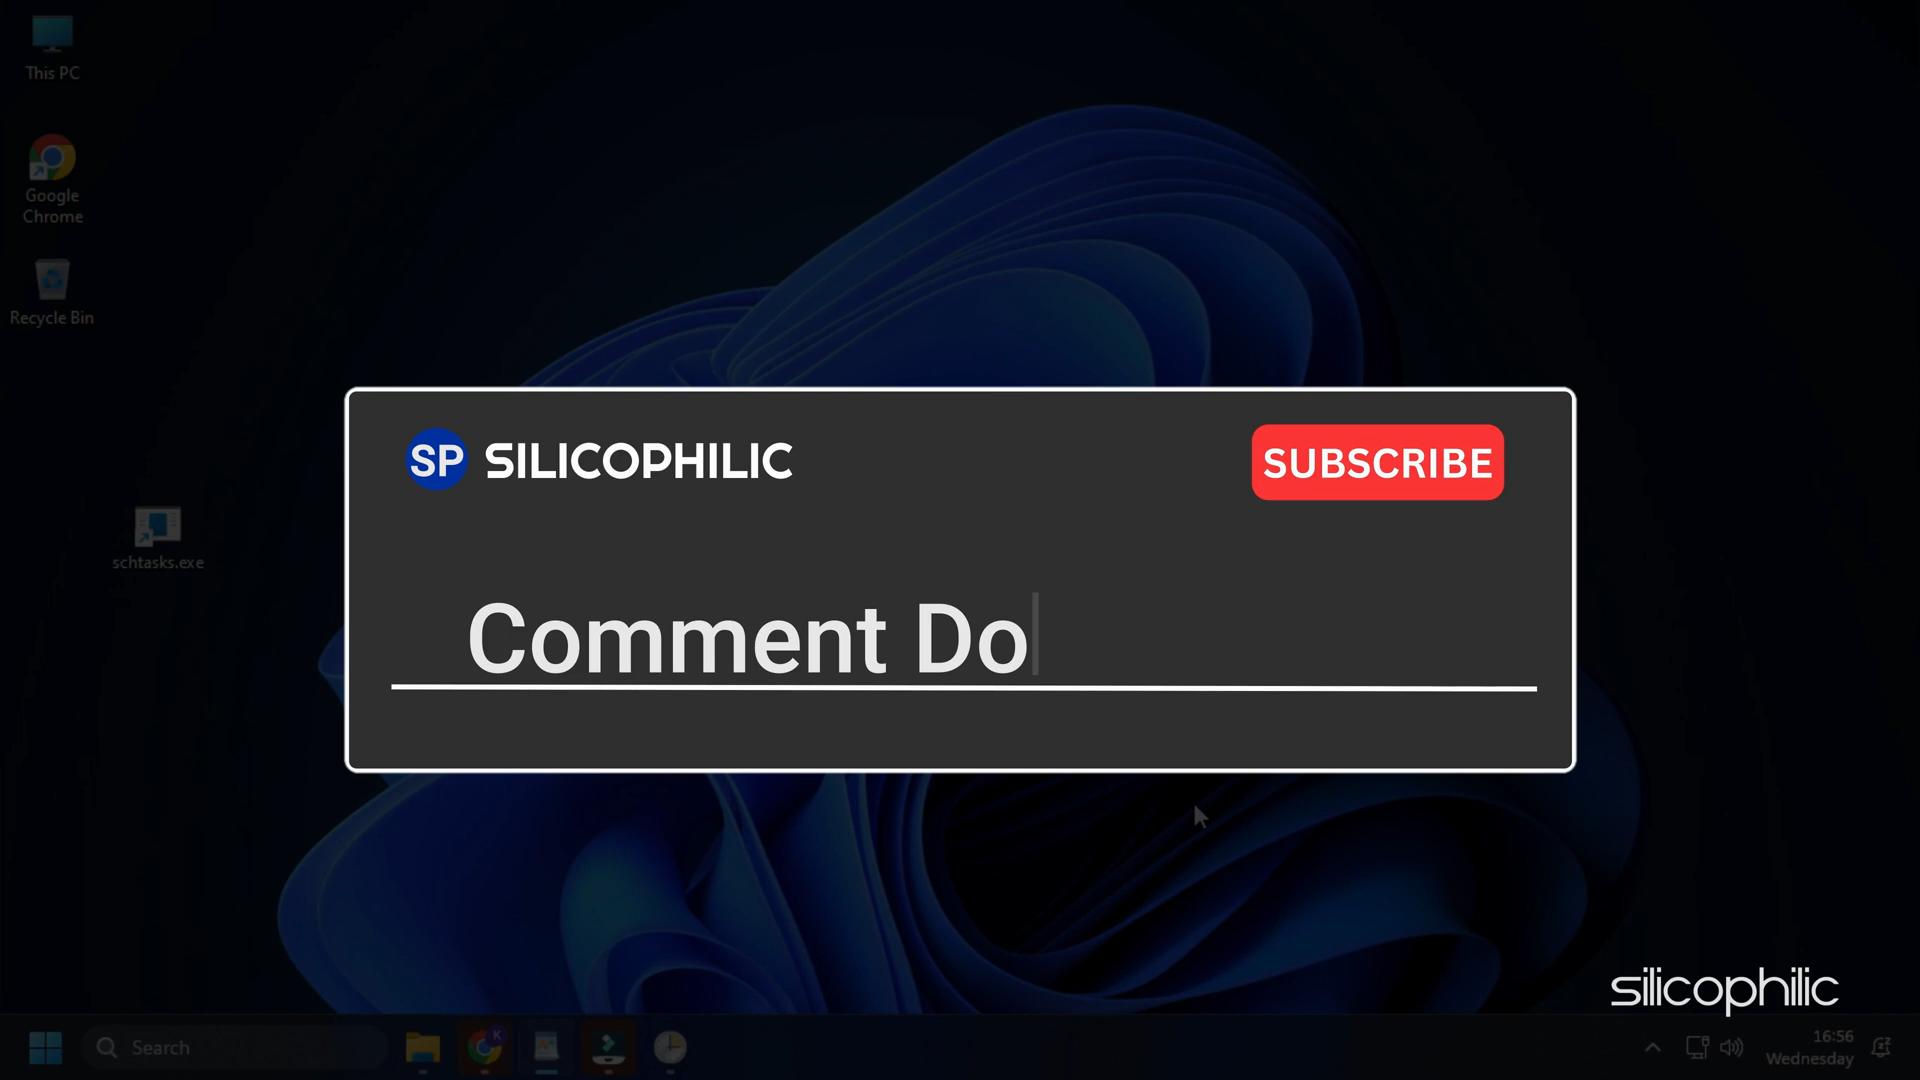 This PC
Google
Chrome
Recycle Bin
schtasks.exe
SP SILICOPHILIC
SUBSCRIBE
Comment Do
silicophilic
Search
K
16:56
Wednesday